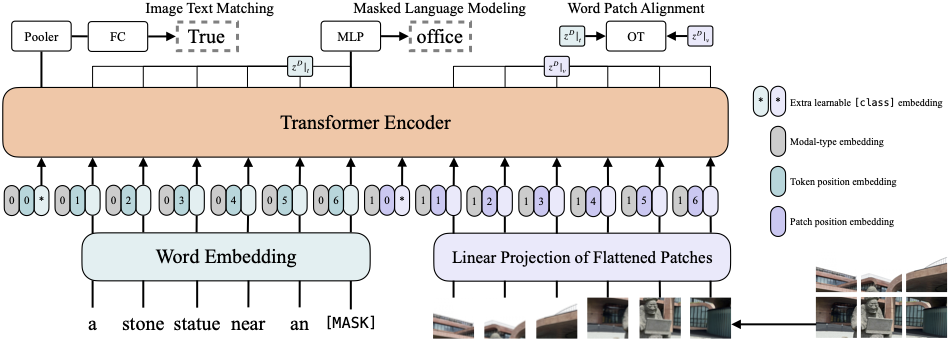 Image Text Matching
Masked Language Modeling
Word Patch Alignment
Pooler
FC
True
MLP
office
z^D|_t
OT
z^D|_v
z^D|_t
z^D|_v
Transformer Encoder
* * Extra learnable [class] embedding
Modal-type embedding
Token position embedding
Patch position embedding
0 0 * 0 1 0 2 0 3 0 4 0 5 0 6 1 0 * 1 1 1 2 1 3 1 4 1 5 1 6
Word Embedding
Linear Projection of Flattened Patches
a stone statue near an [MASK]